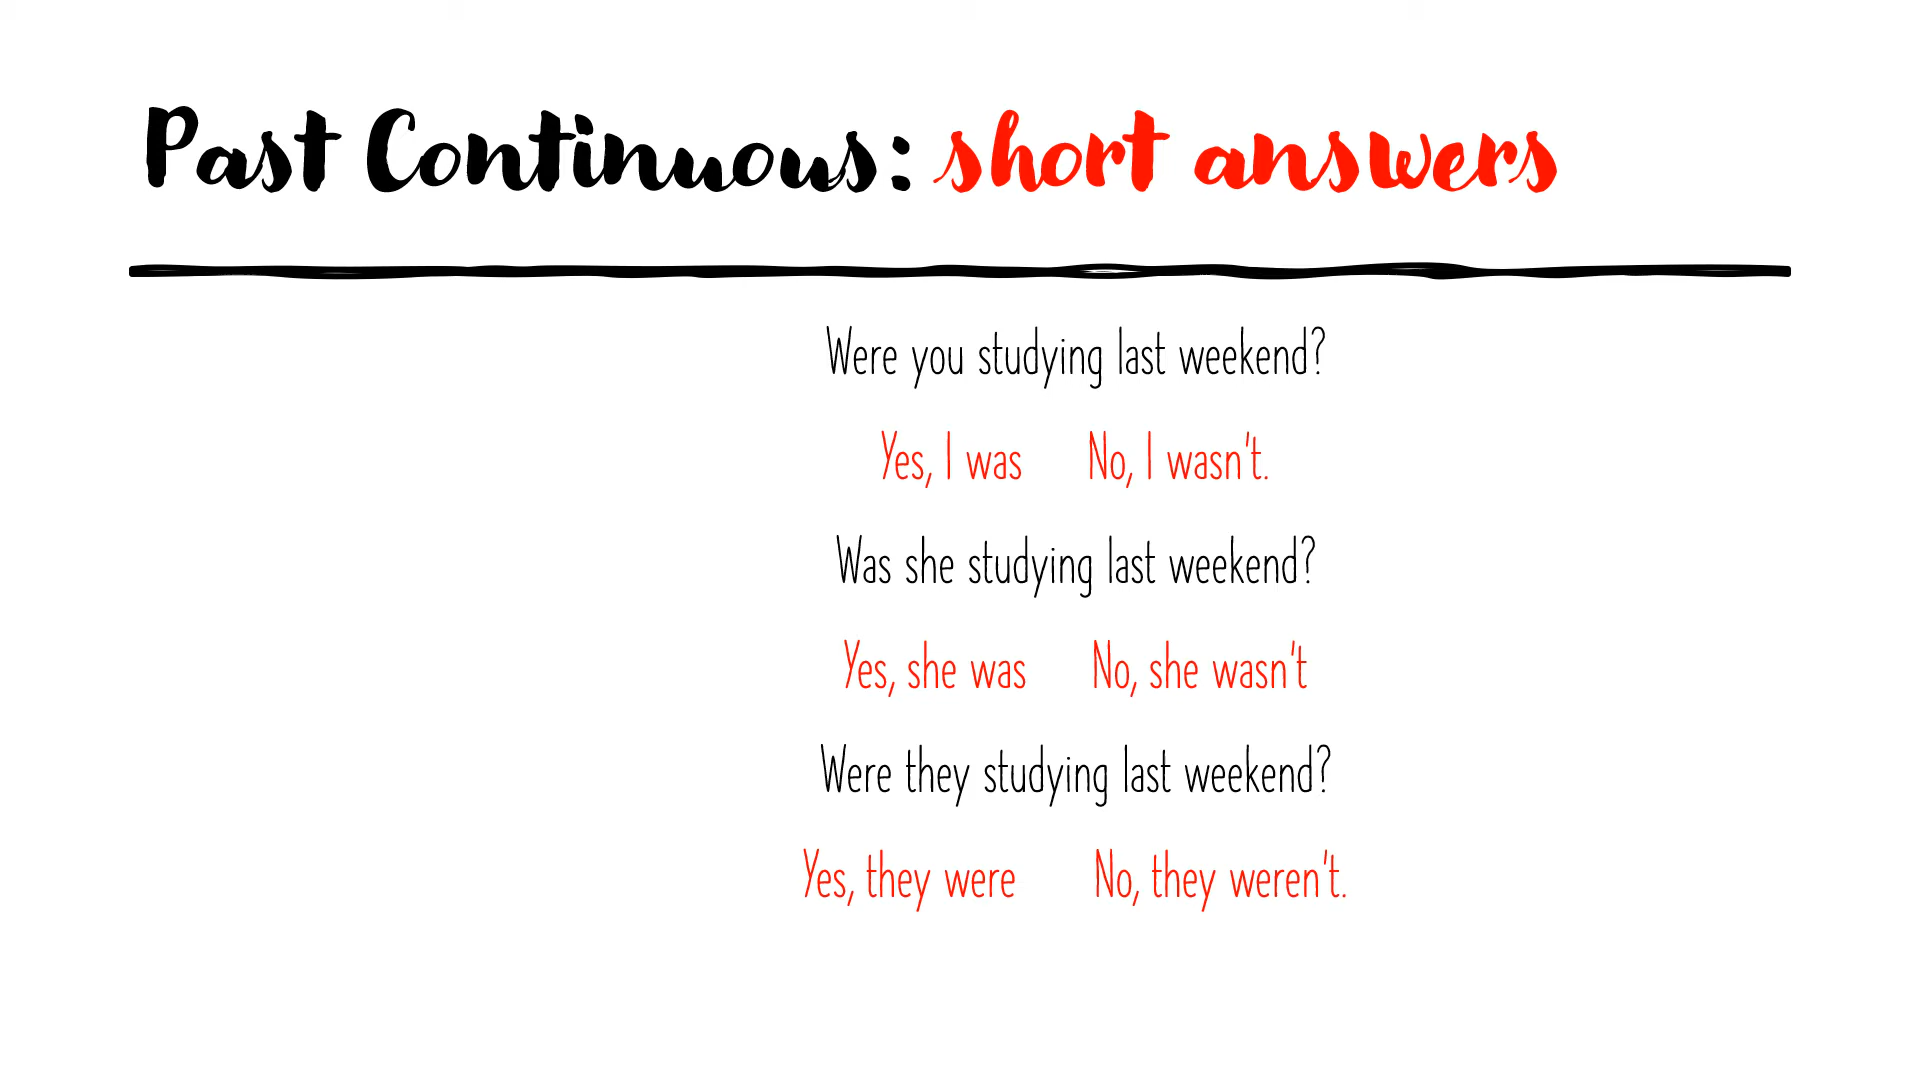 Past Continuous: short answers
Were you studying last weekend?
Yes, I was No, I wasn't.
Was she studying last weekend?
Yes, she was No, she wasn't
Were they studying last weekend?
Yes, they were No, they weren't.